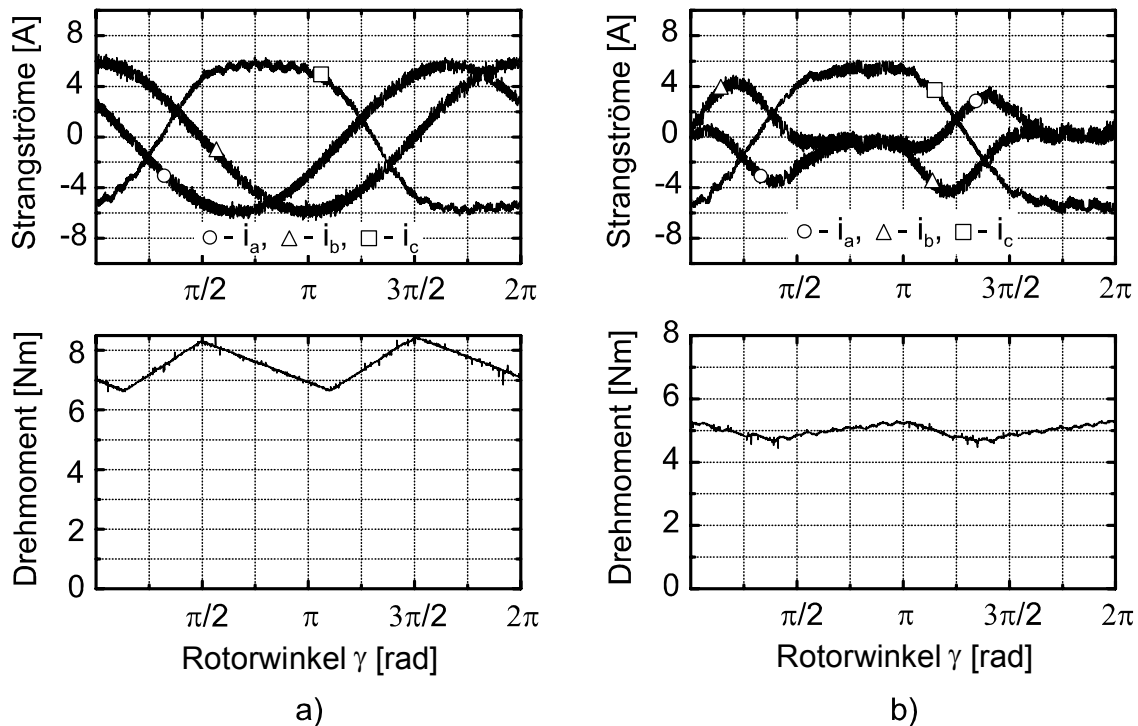 Strangströme [A]
8
4
0
-4
-8
○ - i_a, △ - i_b, □ - i_c
π/2
π
3π/2
2π
Drehmoment [Nm]
8
6
4
2
0
π/2
π
3π/2
2π
Rotorwinkel γ [rad]
a)
Strangströme [A]
8
4
0
-4
-8
○ - i_a, △ - i_b, □ - i_c
π/2
π
3π/2
2π
Drehmoment [Nm]
8
6
4
2
0
π/2
π
3π/2
2π
Rotorwinkel γ [rad]
b)